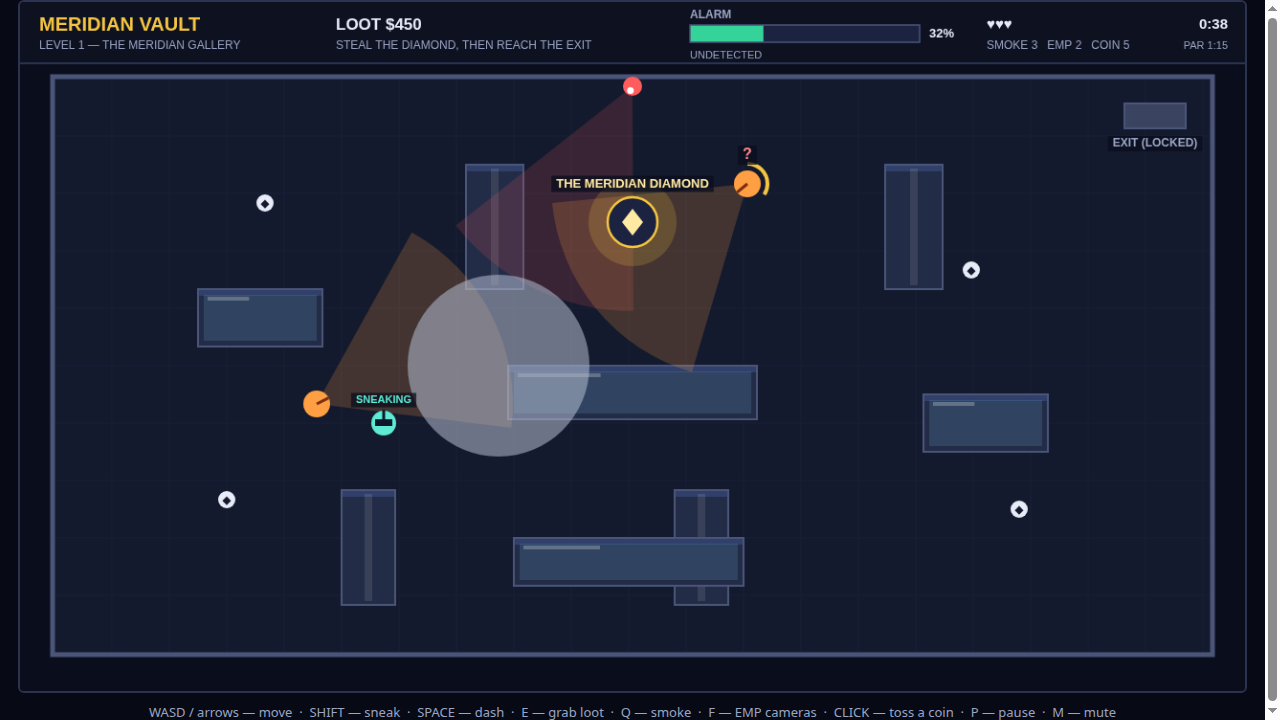 MERIDIAN VAULT
LEVEL 1 — THE MERIDIAN GALLERY
LOOT $450
STEAL THE DIAMOND, THEN REACH THE EXIT
ALARM
32%
UNDETECTED
♥♥♥
SMOKE 3 EMP 2 COIN 5
0:38
PAR 1:15
EXIT (LOCKED)
?
THE MERIDIAN DIAMOND
SNEAKING
WASD / arrows — move · SHIFT — sneak · SPACE — dash · E — grab loot · Q — smoke · F — EMP cameras · CLICK — toss a coin · P — pause · M — mute